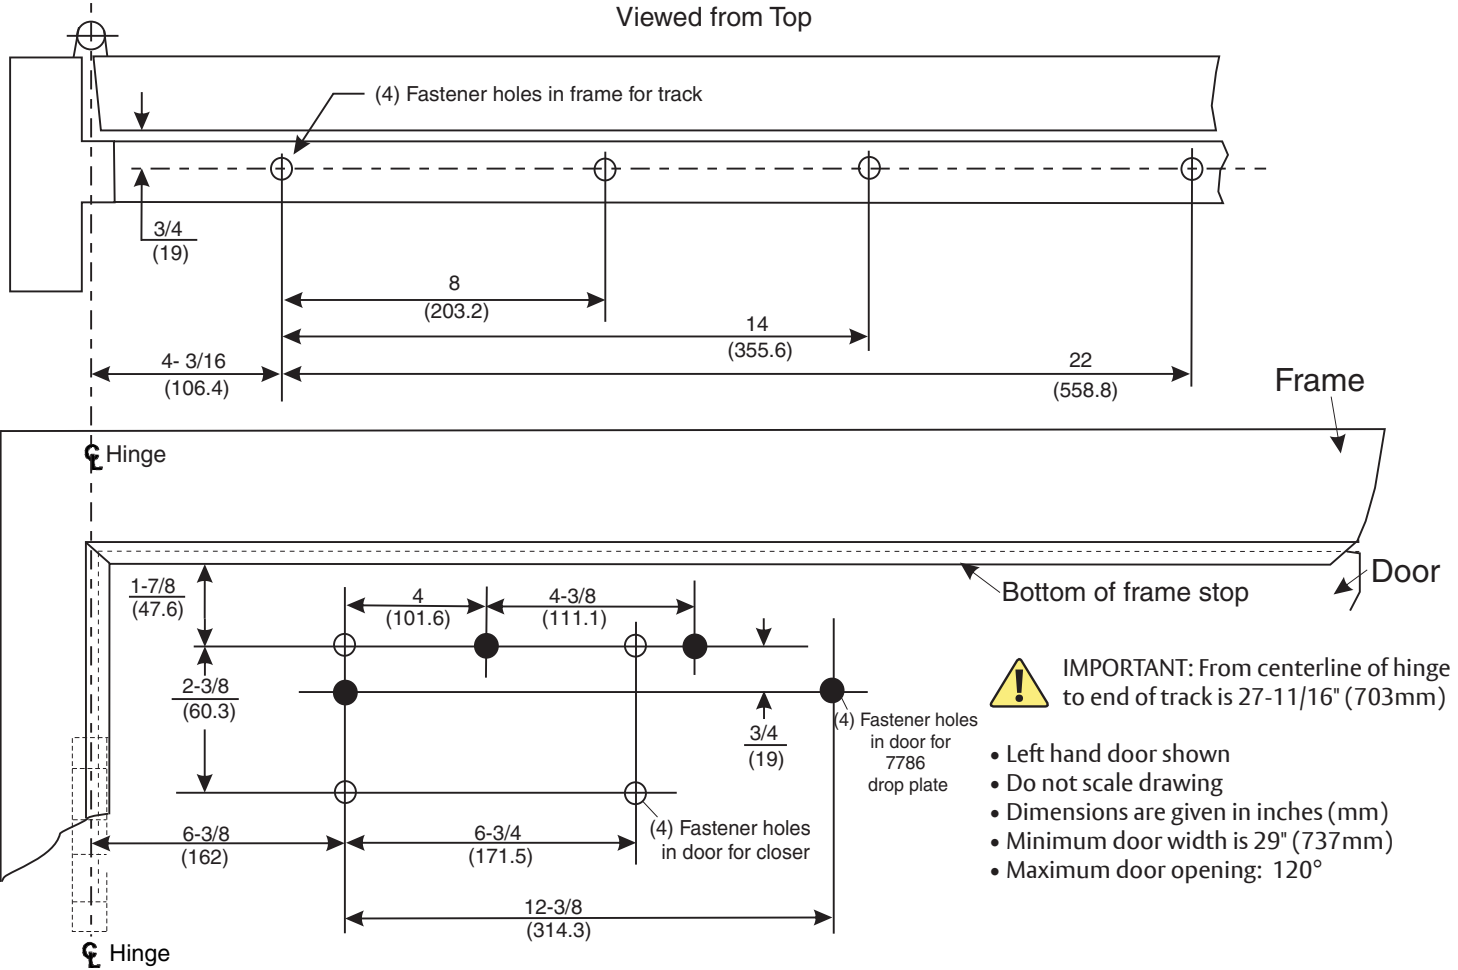 Viewed from Top
(4) Fastener holes in frame for track
3/4
(19)
8
(203.2)
14
(355.6)
4- 3/16
(106.4)
22
(558.8)
Frame
℄ Hinge
1-7/8
(47.6)
4
(101.6)
4-3/8
(111.1)
Bottom of frame stop
Door
2-3/8
(60.3)
3/4
(19)
(4) Fastener holes
in door for
7786
drop plate
IMPORTANT: From centerline of hinge
to end of track is 27-11/16" (703mm)
• Left hand door shown
• Do not scale drawing
• Dimensions are given in inches (mm)
• Minimum door width is 29" (737mm)
• Maximum door opening: 120°
6-3/8
(162)
6-3/4
(171.5)
(4) Fastener holes
in door for closer
12-3/8
(314.3)
℄ Hinge